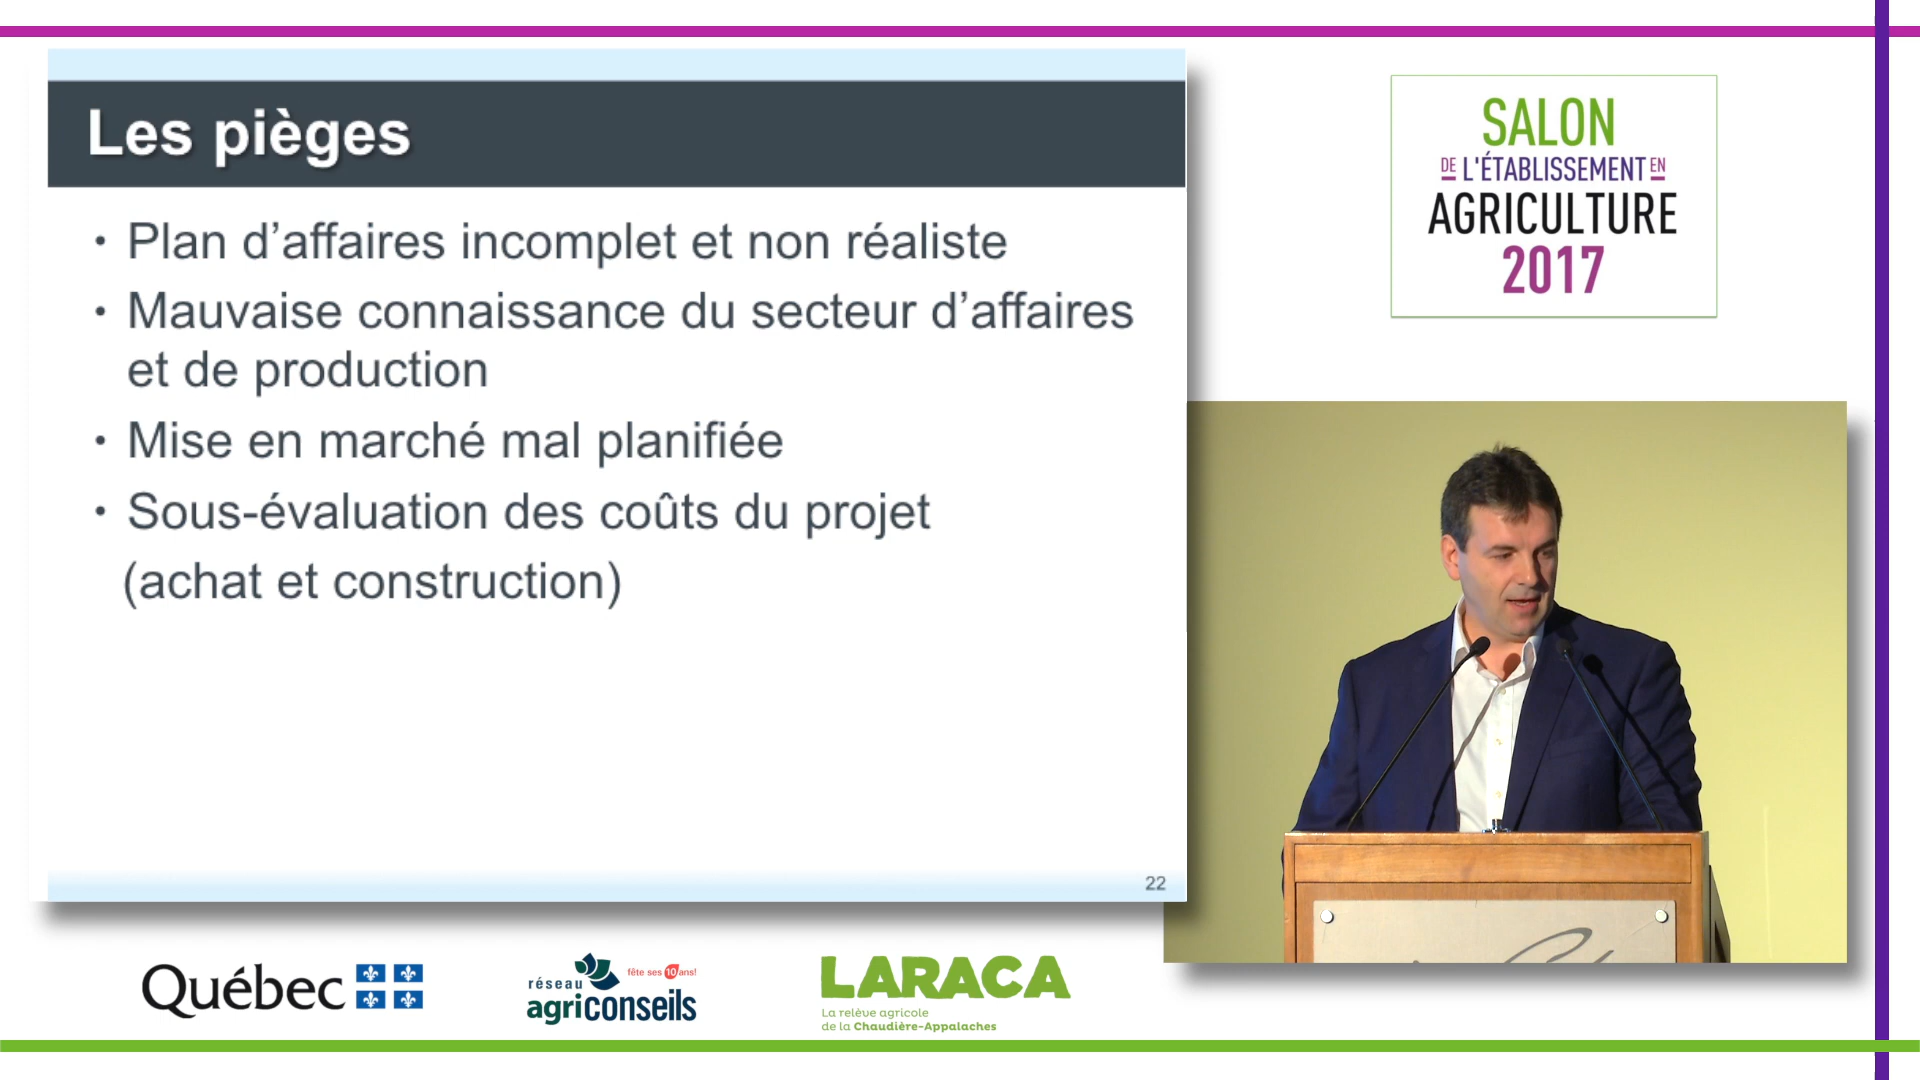 Les pièges
• Plan d’affaires incomplet et non réaliste
• Mauvaise connaissance du secteur d’affaires
et de production
• Mise en marché mal planifiée
• Sous-évaluation des coûts du projet
(achat et construction)
22
SALON
DE L'ÉTABLISSEMENT EN
AGRICULTURE
2017
Québec
réseau
agriconseils
fête ses 10 ans!
LARACA
La relève agricole
de la Chaudière-Appalaches